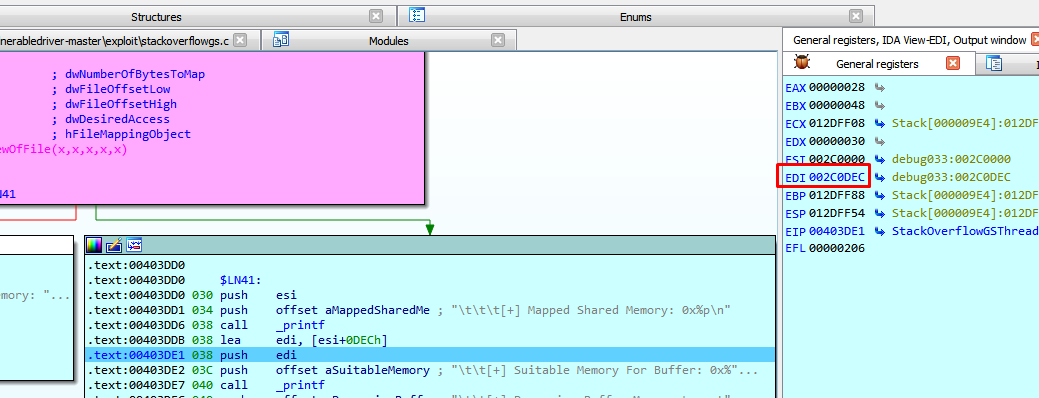 Structures
Enums
nerabledriver-master\exploit\stackoverflowgs.c
Modules
General registers, IDA View-EDI, Output window
General registers
; dwNumberOfBytesToMap
; dwFileOffsetLow
; dwFileOffsetHigh
; dwDesiredAccess
; hFileMappingObject
ewOfFile(x,x,x,x,x)
N41
EAX 00000028
EBX 00000048
ECX 012DFF08 Stack[000009E4]:012DF
EDX 00000030
ESI 002C0000 debug033:002C0000
EDI 002C0DEC debug033:002C0DEC
EBP 012DFF88 Stack[000009E4]:012DF
ESP 012DFF54 Stack[000009E4]:012DF
EIP 00403DE1 StackOverflowGSThread
EFL 00000206
emory: "...
.text:00403DD0
.text:00403DD0 $LN41:
.text:00403DD0 030 push esi
.text:00403DD1 034 push offset aMappedSharedMe ; "\t\t\t[+] Mapped Shared Memory: 0x%p\n"
.text:00403DD6 038 call _printf
.text:00403DDB 038 lea edi, [esi+0DECh]
.text:00403DE1 038 push edi
.text:00403DE2 03C push offset aSuitableMemory ; "\t\t[+] Suitable Memory For Buffer: 0x%"...
.text:00403DE7 040 call _printf